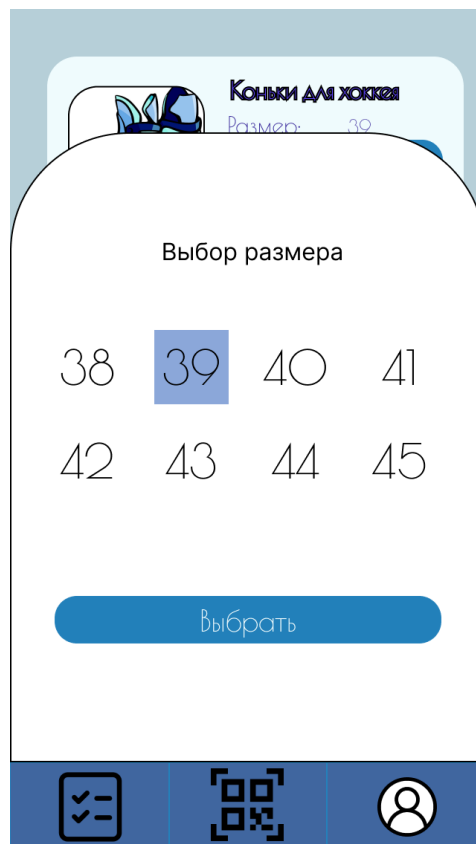 Коньки для хоккея
Размер: 39
Выбор размера
38 39 40 41
42 43 44 45
Выбрать